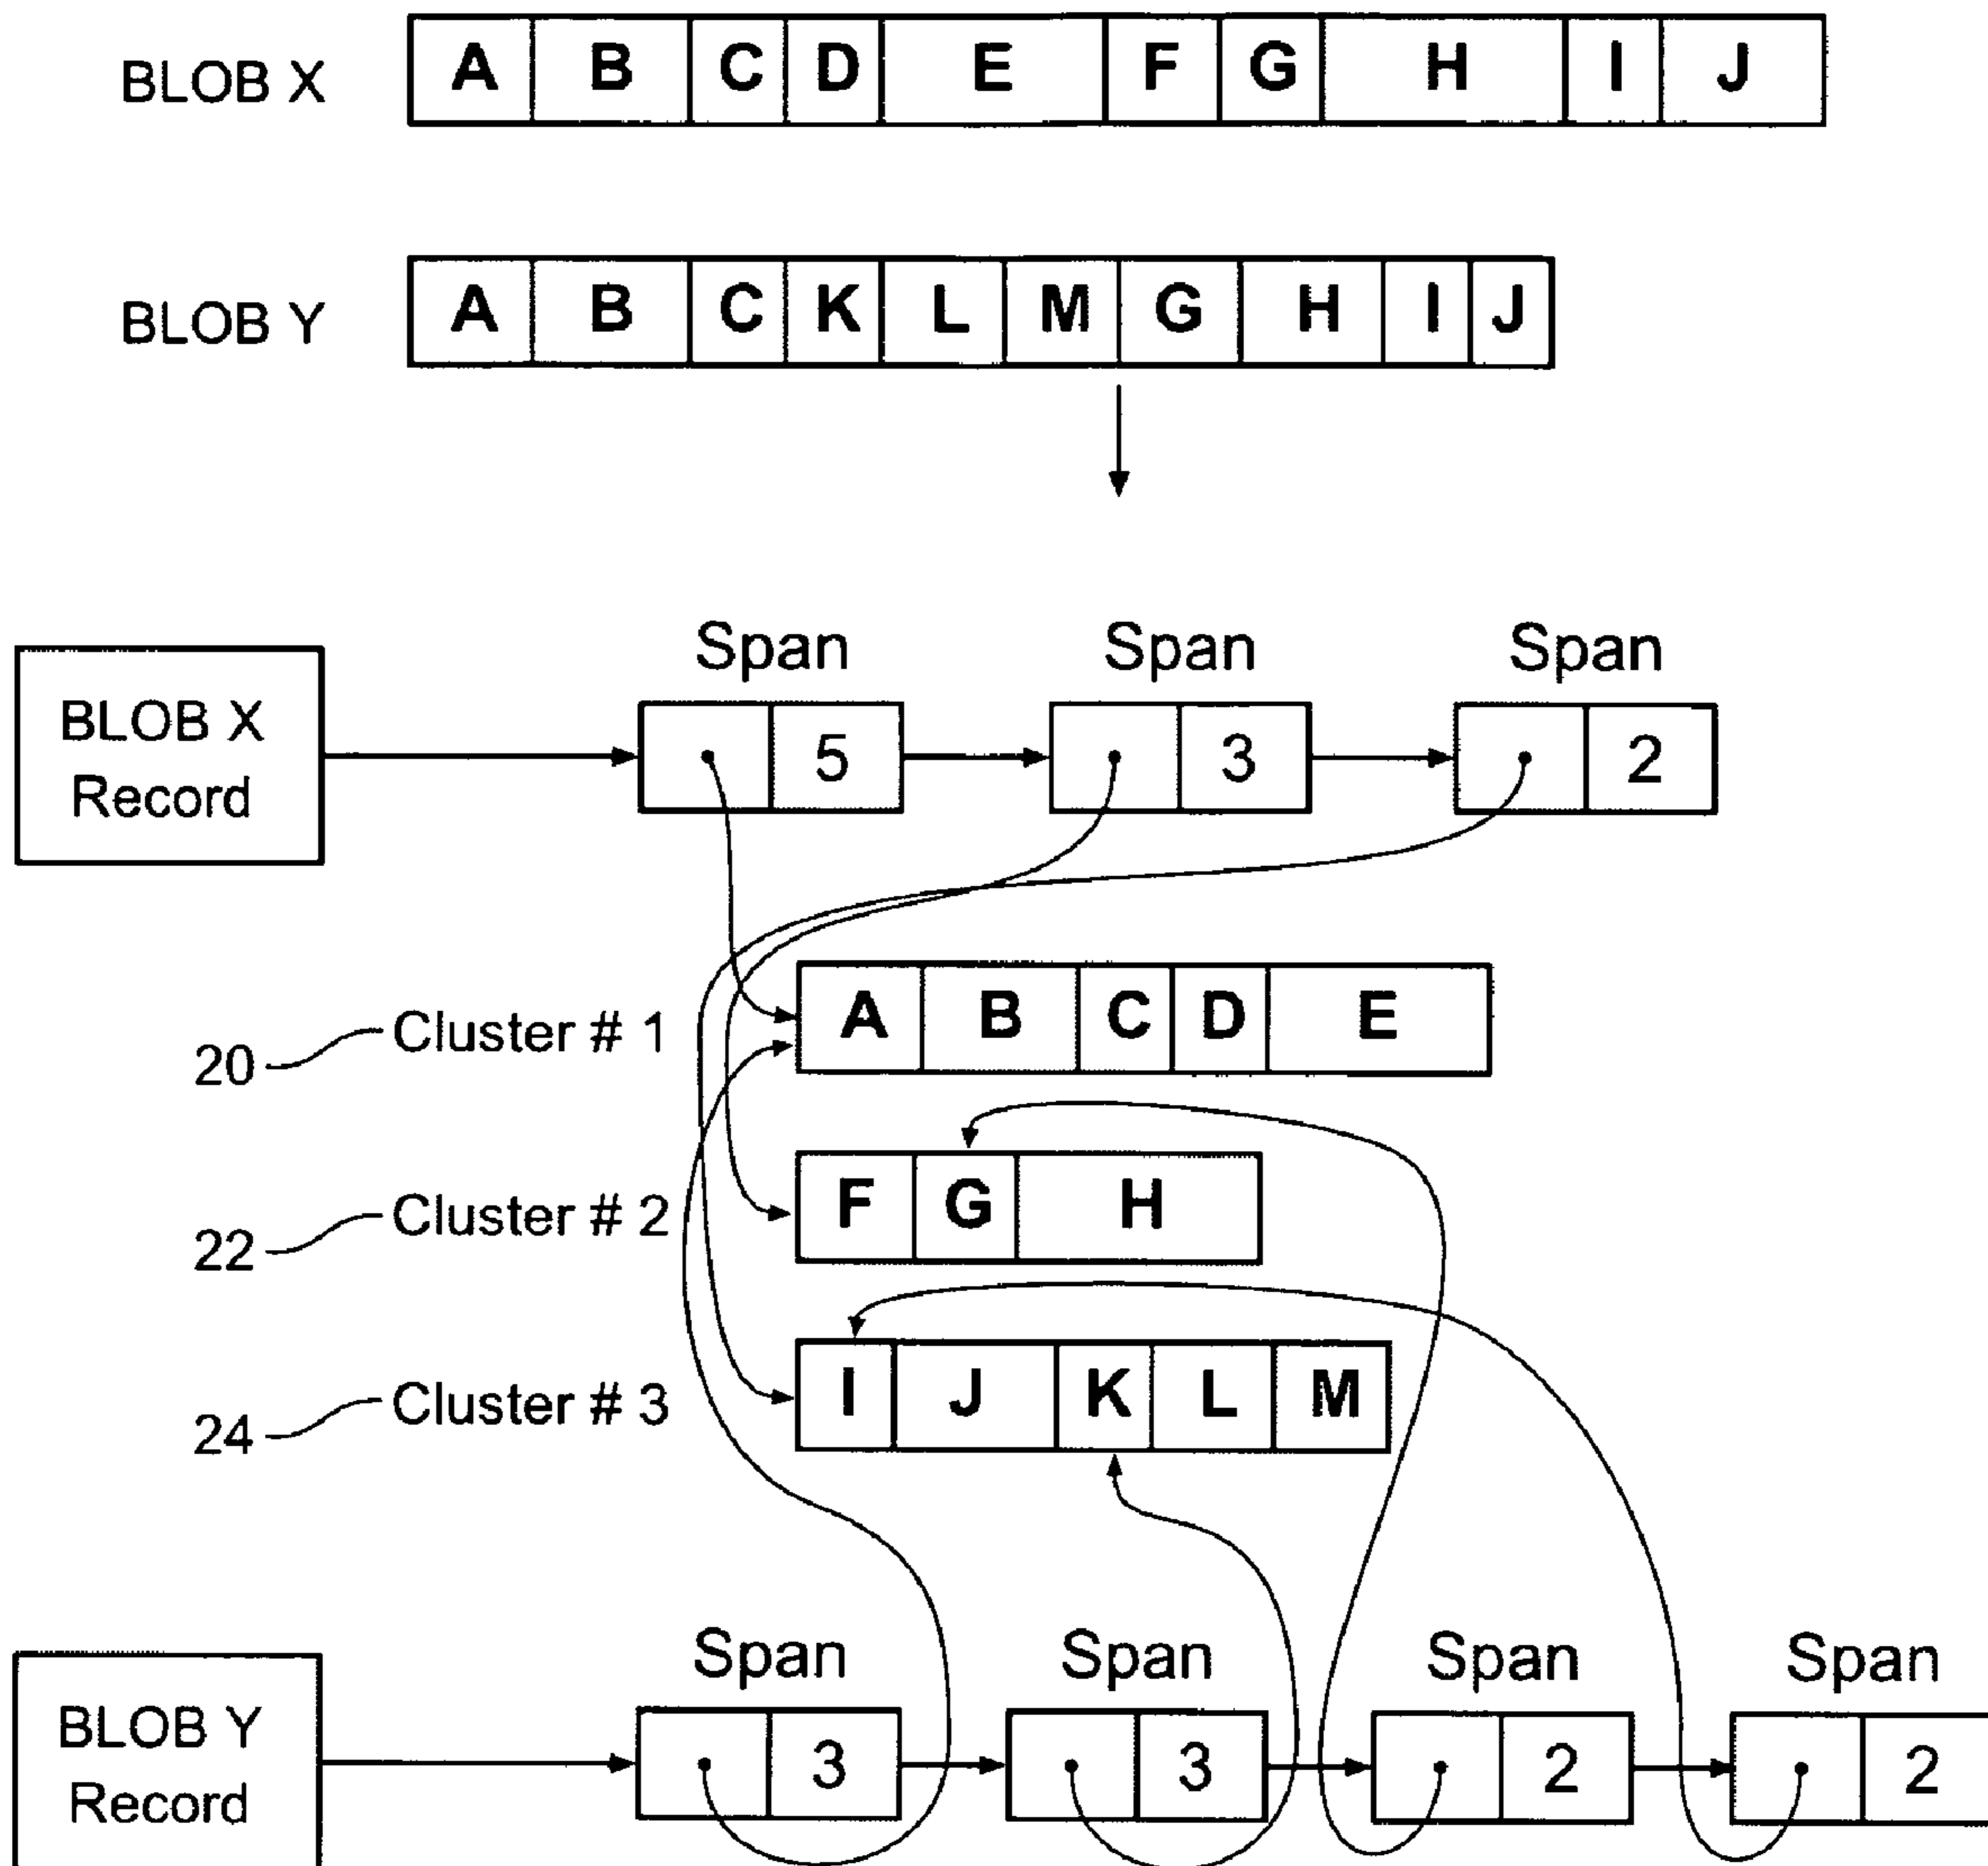 BLOB X A B C D E F G H I J
BLOB Y A B C K L M G H I J
Span Span Span
BLOB X Record 5 3 2
20 Cluster # 1 A B C D E
22 Cluster # 2 F G H
24 Cluster # 3 I J K L M
Span Span Span Span
BLOB Y Record 3 3 2 2